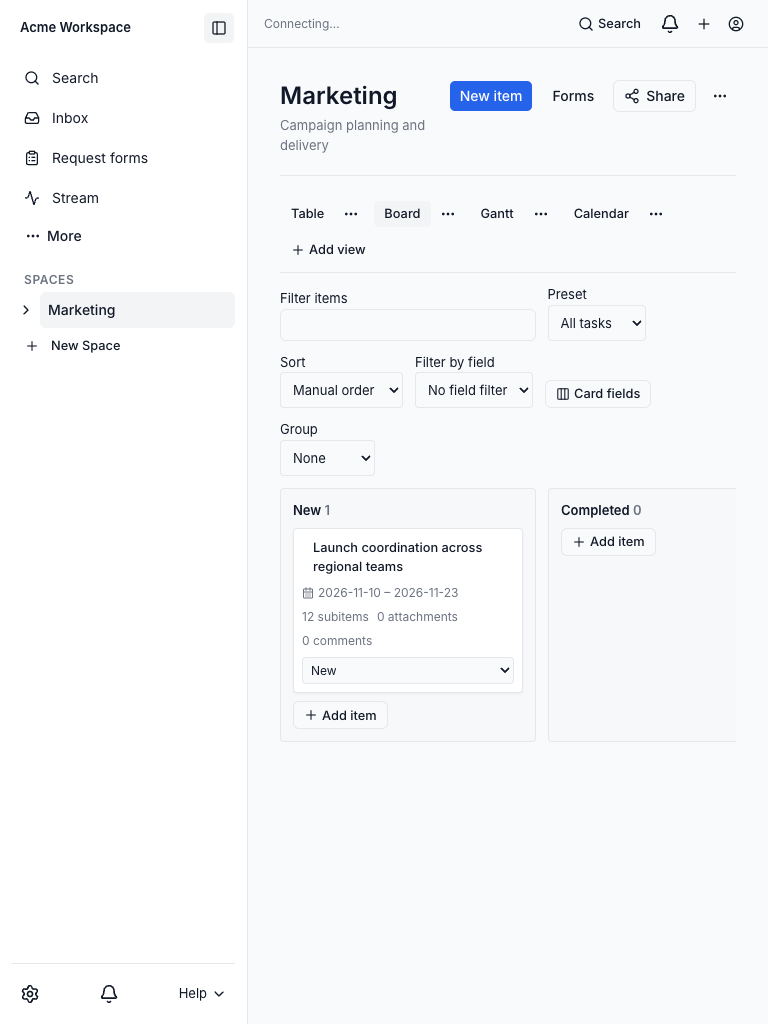 Acme Workspace
Search
Inbox
Request forms
Stream
More
SPACES
Marketing
New Space
Help
Connecting...
Search
Marketing
New item
Forms
Share
Campaign planning and
delivery
Table
Board
Gantt
Calendar
Add view
Filter items
Preset
All tasks
Sort
Manual order
Filter by field
No field filter
Card fields
Group
None
New 1
Launch coordination across
regional teams
2026-11-10 – 2026-11-23
12 subitems 0 attachments
0 comments
New
Add item
Completed 0
Add item